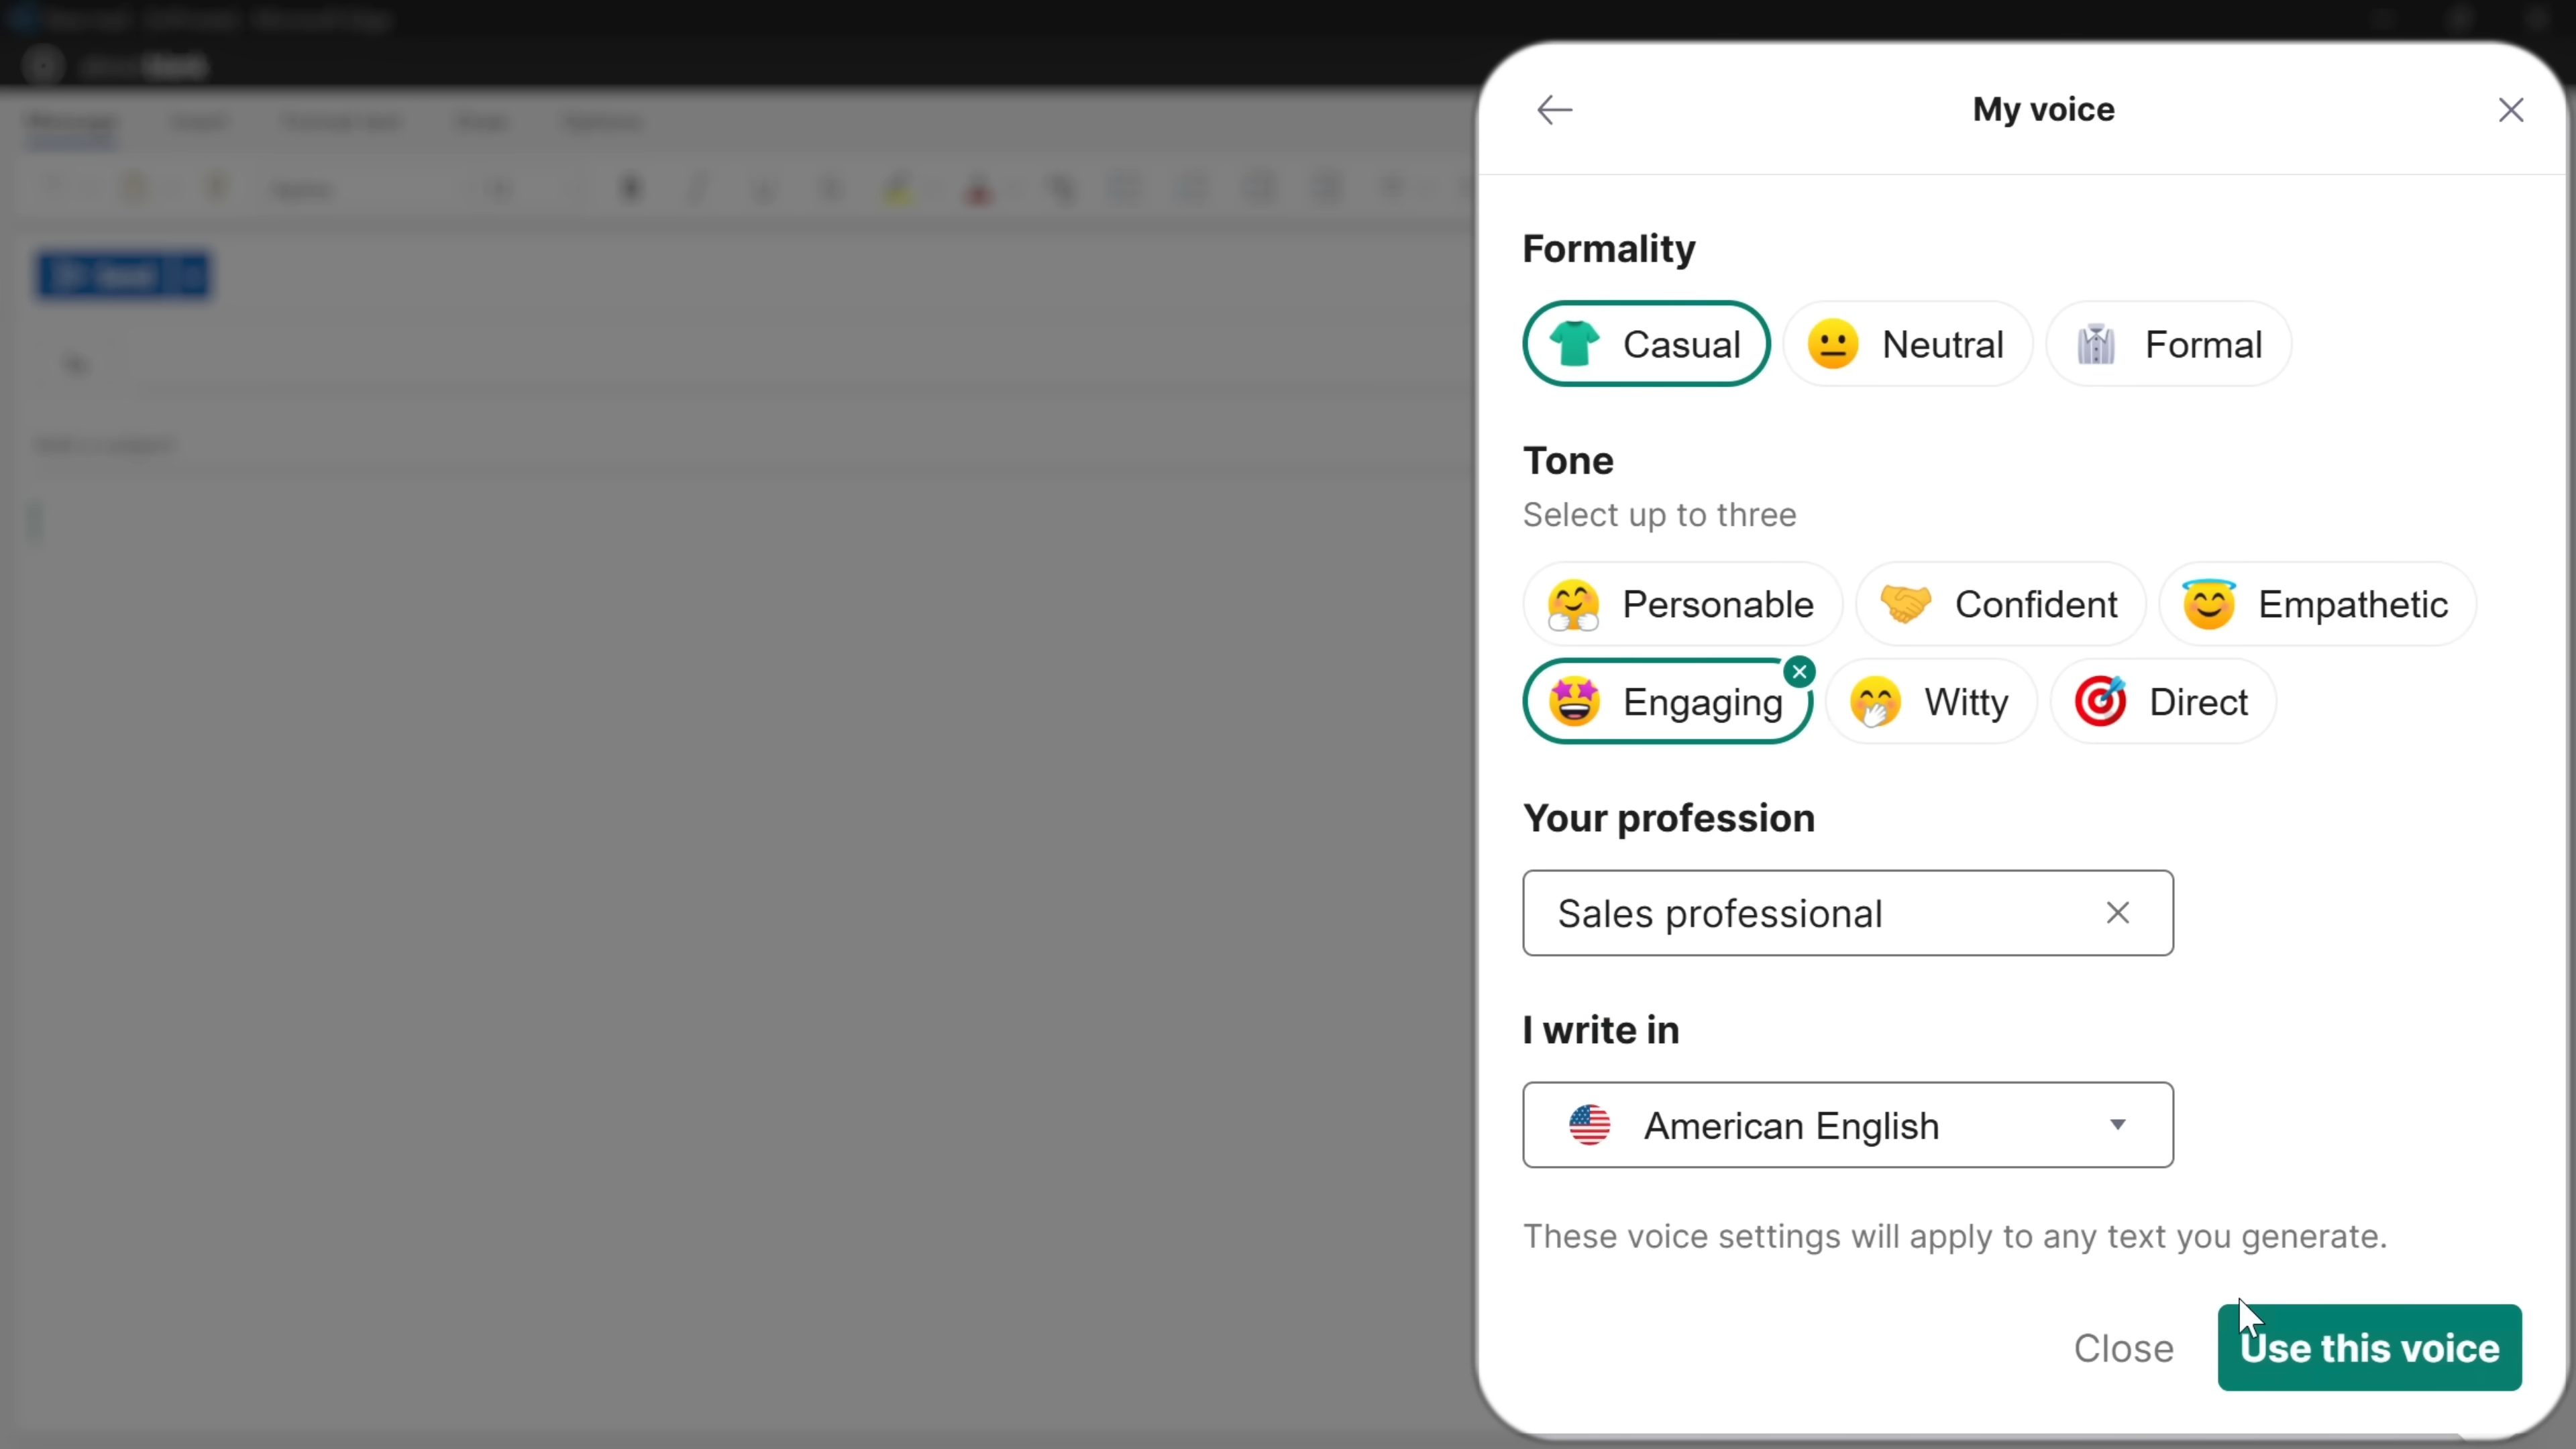 My voice
Formality
Casual
Neutral
Formal
Tone
Select up to three
Personable
Confident
Empathetic
Engaging
Witty
Direct
Your profession
Sales professional
I write in
American English
These voice settings will apply to any text you generate.
Close
Use this voice